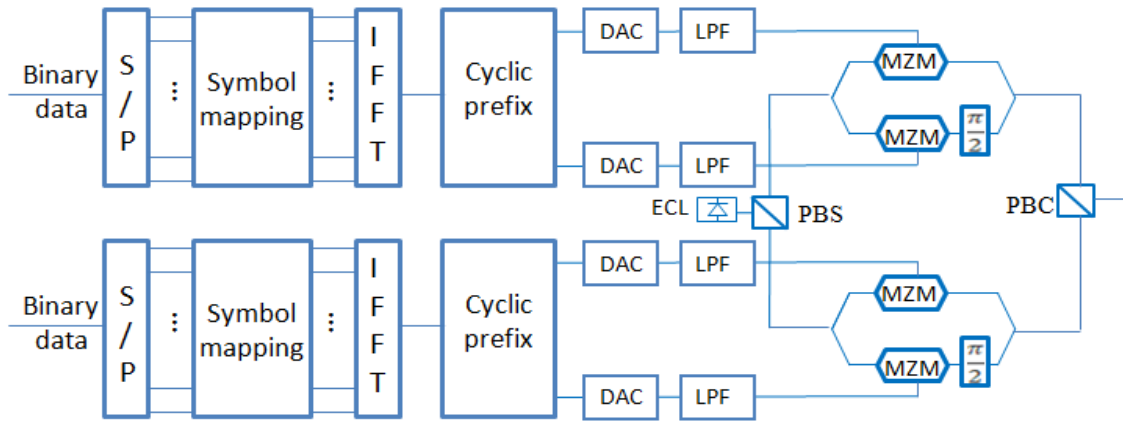 Binary
data
S
/
P
...
Symbol
mapping
...
I
F
F
T
Cyclic
prefix
DAC
LPF
DAC
LPF
MZM
MZM
π
2
ECL
PBS
PBC
Binary
data
S
/
P
...
Symbol
mapping
...
I
F
F
T
Cyclic
prefix
DAC
LPF
DAC
LPF
MZM
MZM
π
2